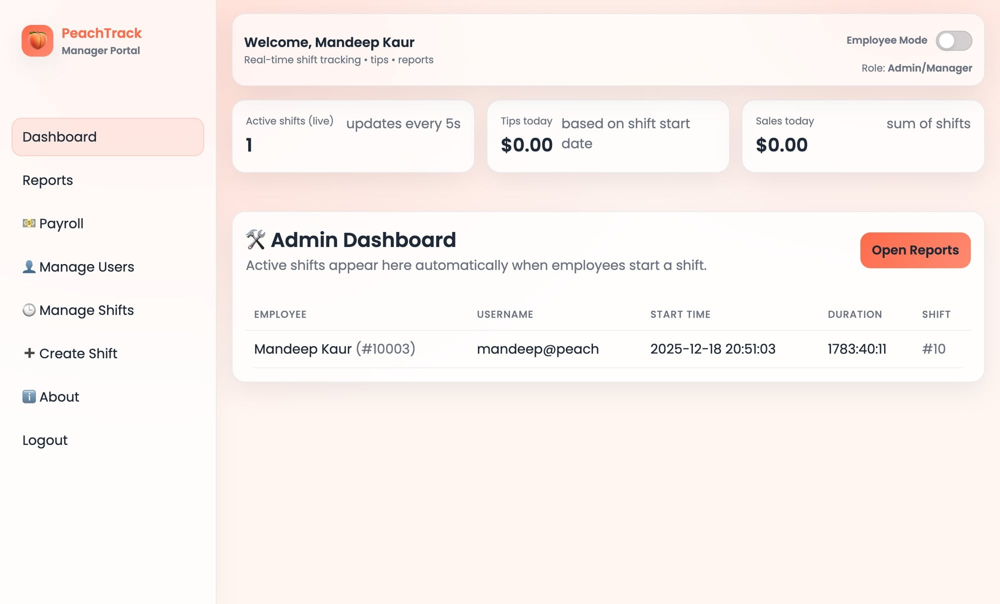 PeachTrack
Manager Portal
Dashboard
Reports
Payroll
Manage Users
Manage Shifts
Create Shift
About
Logout
Welcome, Mandeep Kaur
Real-time shift tracking • tips • reports
Employee Mode
Role: Admin/Manager
Active shifts (live)
1
updates every 5s
Tips today
$0.00
based on shift start
date
Sales today
$0.00
sum of shifts
Admin Dashboard
Active shifts appear here automatically when employees start a shift.
Open Reports
EMPLOYEE USERNAME START TIME DURATION SHIFT
Mandeep Kaur (#10003) mandeep@peach 2025-12-18 20:51:03 1783:40:11 #10